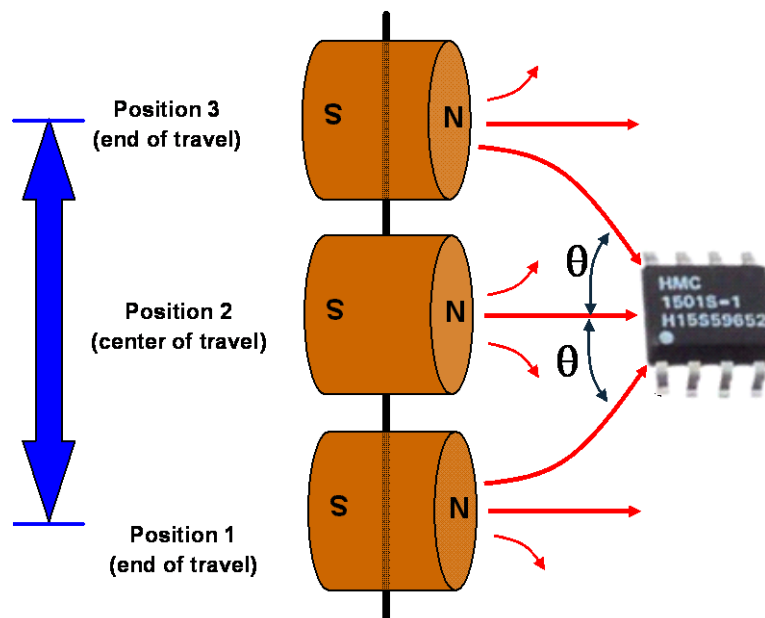 Position 3
(end of travel)
S
N
Position 2
(center of travel)
S
N
Position 1
(end of travel)
S
N
θ
θ
HMC
1501S-1
H15S59652